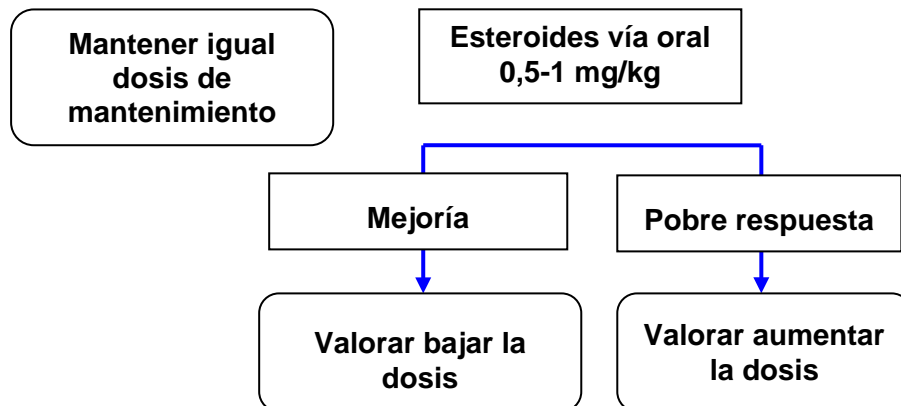 Mantener igual
dosis de
mantenimiento
Esteroides vía oral
0,5-1 mg/kg
Mejoría
Pobre respuesta
Valorar bajar la
dosis
Valorar aumentar
la dosis